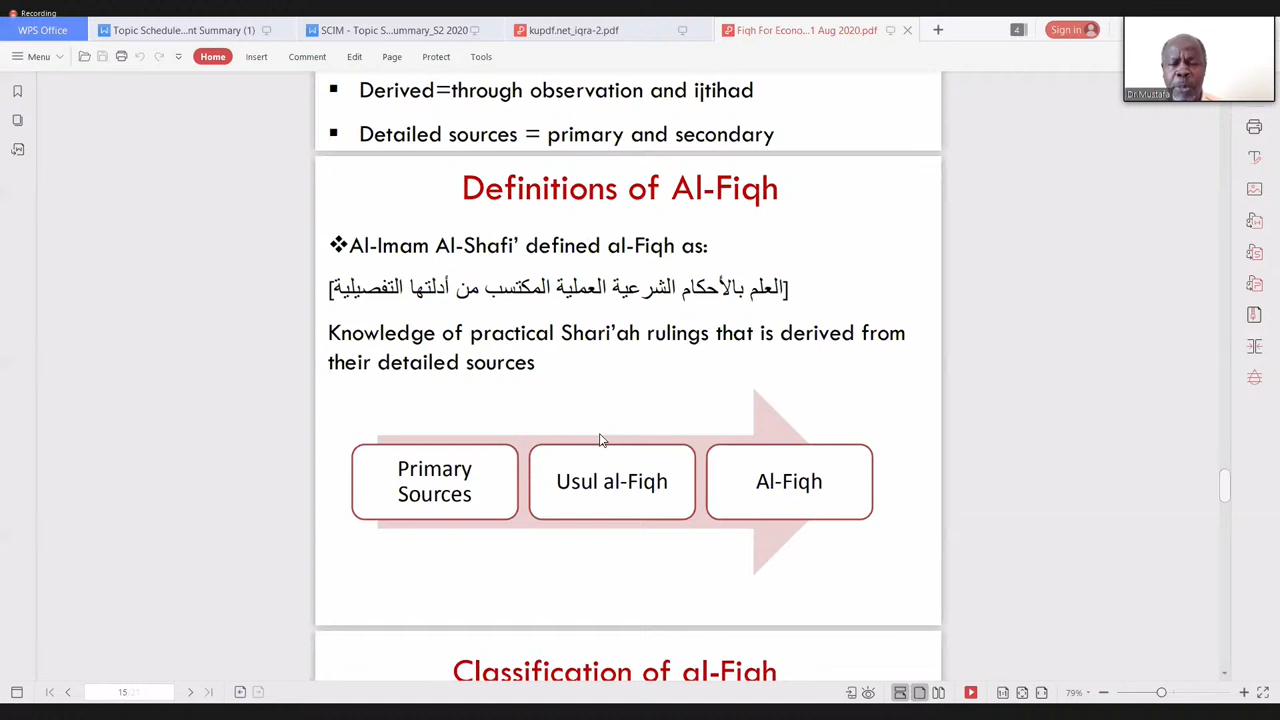 Recording
WPS Office
Topic Schedule...nt Summary (1)
SCIM - Topic S...ummary_S2 2020
kupdf.net_iqra-2.pdf
Fiqh For Econo...1 Aug 2020.pdf
4
Sign in
Menu
Home
Insert
Comment
Edit
Page
Protect
Tools
Dr.Mustafa
▪ Derived=through observation and ijtihad
▪ Detailed sources = primary and secondary
Definitions of Al-Fiqh
❖Al-Imam Al-Shafi’ defined al-Fiqh as:
[العلم بالأحكام الشرعية العملية المكتسب من أدلتها التفصيلية]
Knowledge of practical Shari’ah rulings that is derived from
their detailed sources
Primary
Sources
Usul al-Fiqh
Al-Fiqh
Classification of al-Fiqh
79%